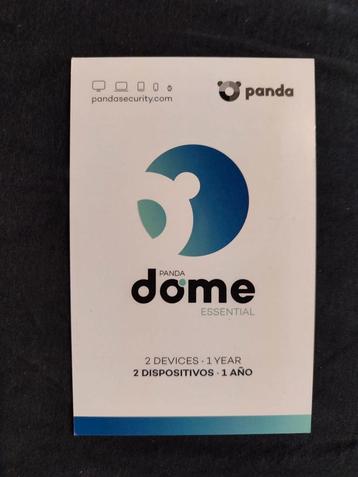 pandasecurity.com
panda
PANDA
dome
ESSENTIAL
2 DEVICES · 1 YEAR
2 DISPOSITIVOS · 1 AÑO